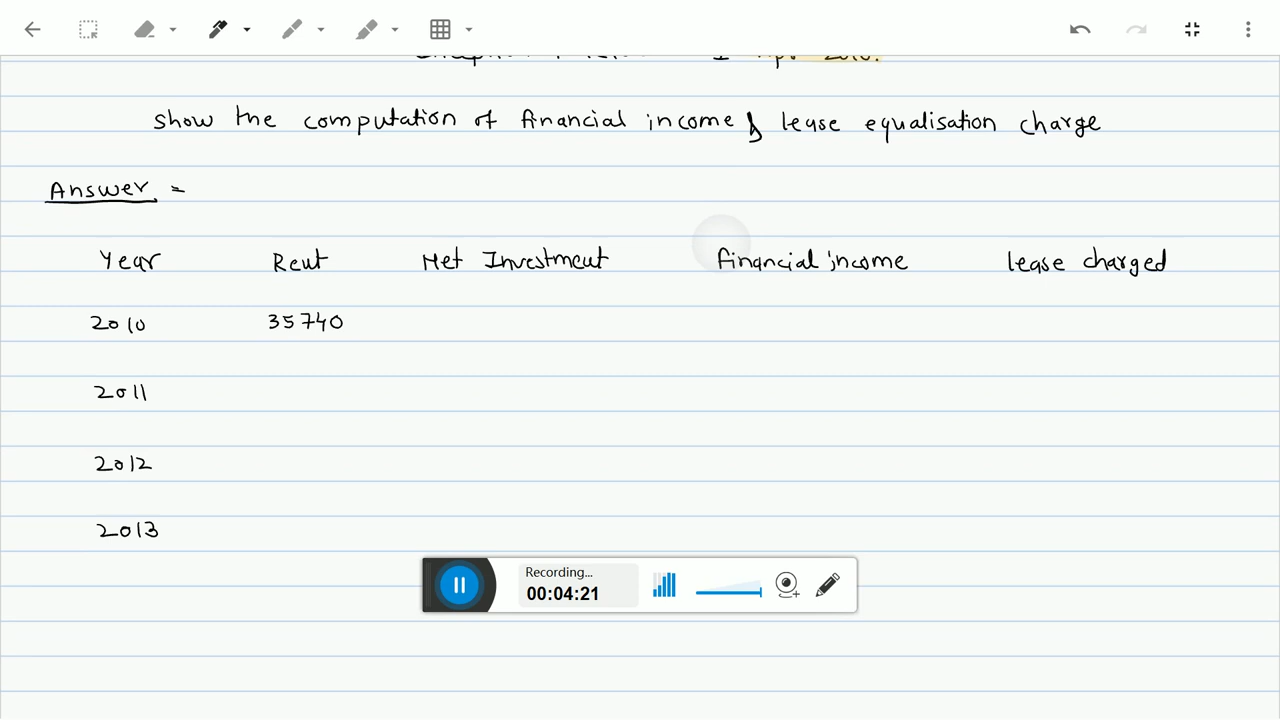 show the computation of financial income & lease equalisation charge
Answer =
Year Rent Net Investment financial income lease charged
2010 35740
2011
2012
2013
Recording...
00:04:21